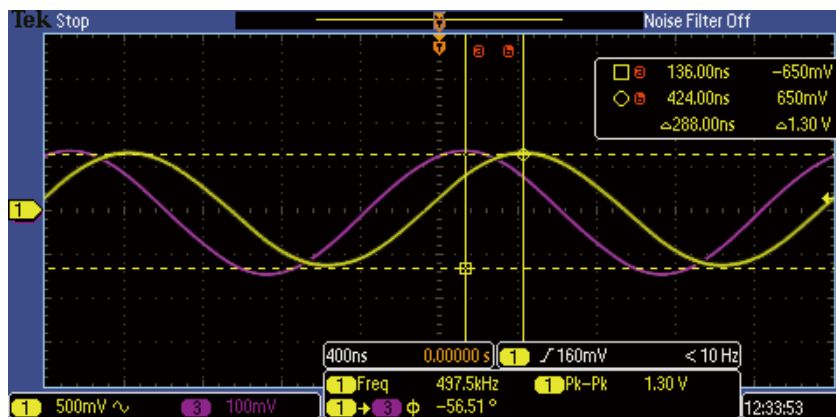 Tek Stop Noise Filter Off
T
T
a b
a 136.00ns −650mV
b 424.00ns 650mV
△288.00ns △1.30 V
1
400ns 0.00000 s 1 ∫160mV < 10 Hz
1 Freq 497.5kHz 1 Pk−Pk 1.30 V
1 → 3 ϕ −56.51 °
1 500mV ∿ 3 100mV 12:33:53